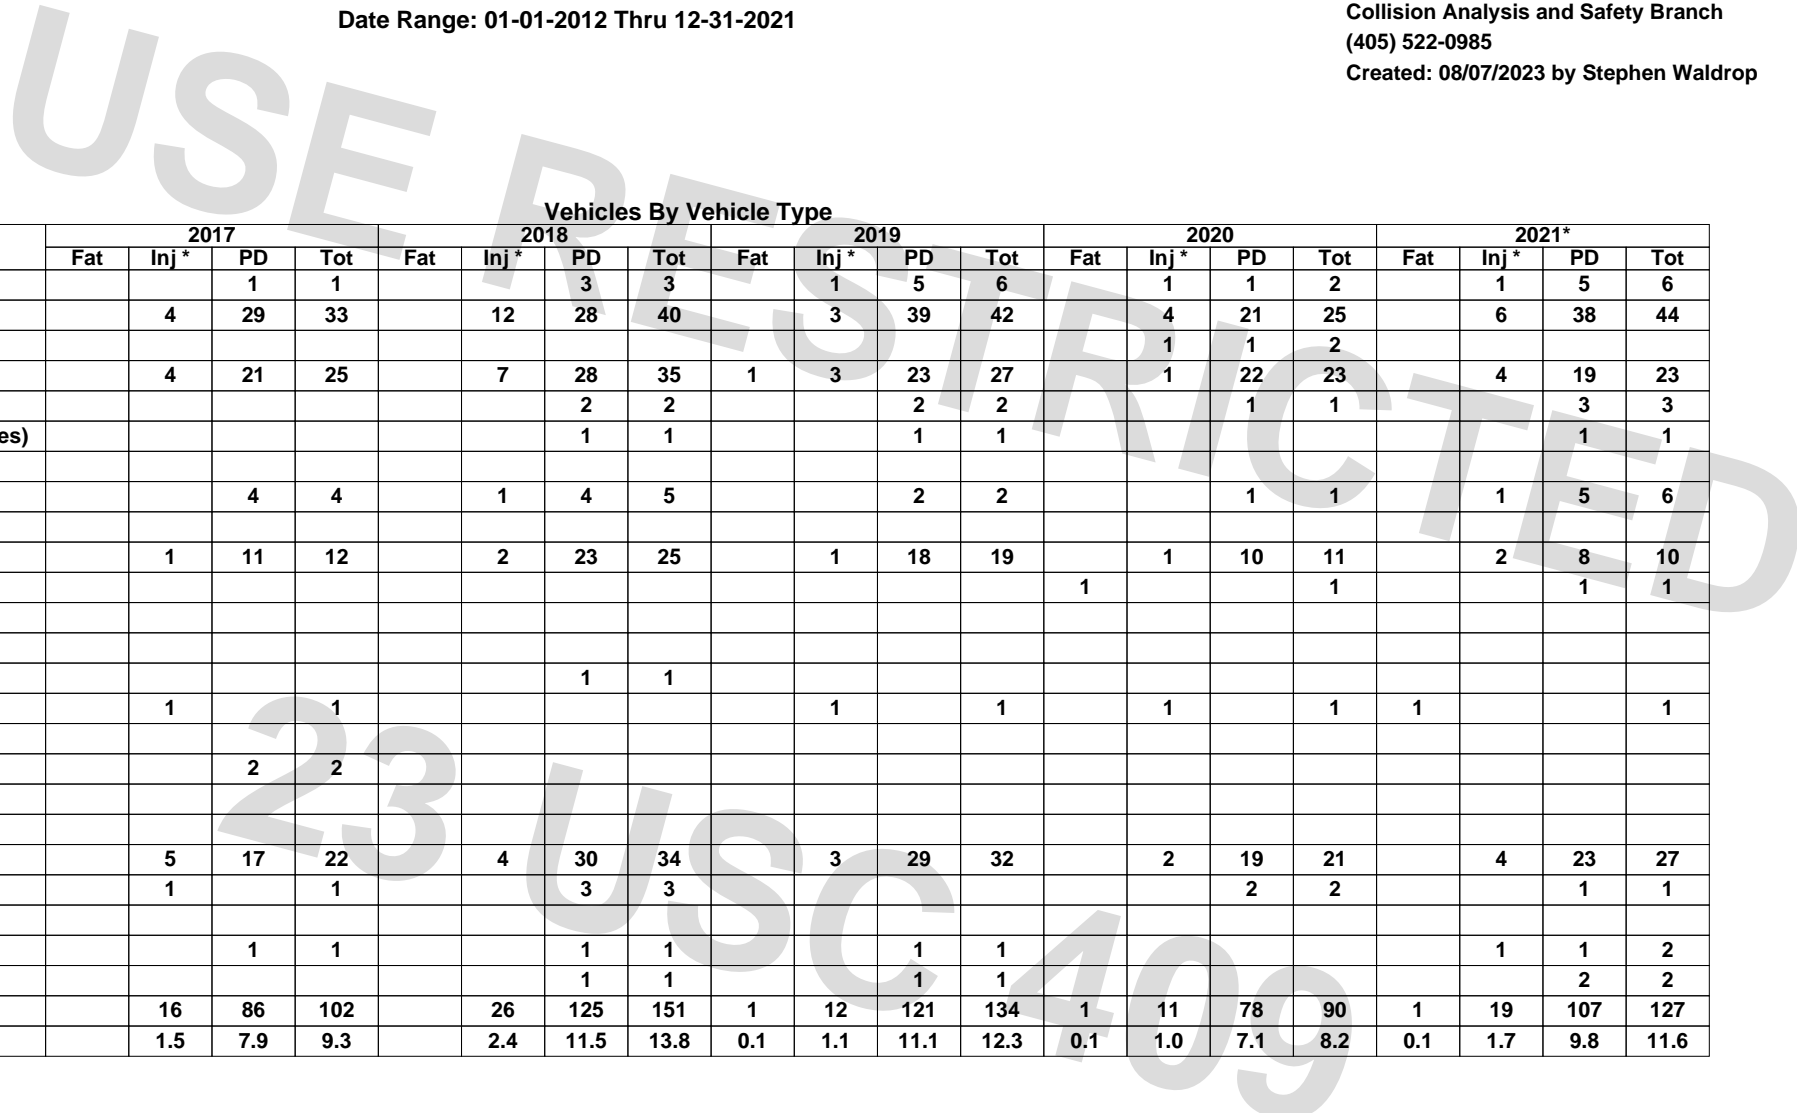 Date Range: 01-01-2012 Thru 12-31-2021
Collision Analysis and Safety Branch
(405) 522-0985
Created: 08/07/2023 by Stephen Waldrop
USE RESTRICTED
Vehicles By Vehicle Type
2017 2018 2019 2020 2021*
Fat Inj * PD Tot Fat Inj * PD Tot Fat Inj * PD Tot Fat Inj * PD Tot Fat Inj * PD Tot
1 1 3 3 1 5 6 1 1 2 1 5 6
4 29 33 12 28 40 3 39 42 4 21 25 6 38 44
1 1 2
4 21 25 7 28 35 1 3 23 27 1 22 23 4 19 23
2 2 2 2 1 1 3 3
es) 1 1 1 1 1 1
4 4 1 4 5 2 2 1 1 1 5 6
1 11 12 2 23 25 1 18 19 1 10 11 2 8 10
1 1 1 1
1 1
1 1 1 1 1 1 1 1
2 2
5 17 22 4 30 34 3 29 32 2 19 21 4 23 27
1 1 3 3 2 2 1 1
1 1 1 1 1 1 1 1 2
1 1 1 1 2 2
16 86 102 26 125 151 1 12 121 134 1 11 78 90 1 19 107 127
1.5 7.9 9.3 2.4 11.5 13.8 0.1 1.1 11.1 12.3 0.1 1.0 7.1 8.2 0.1 1.7 9.8 11.6
23 USC 409